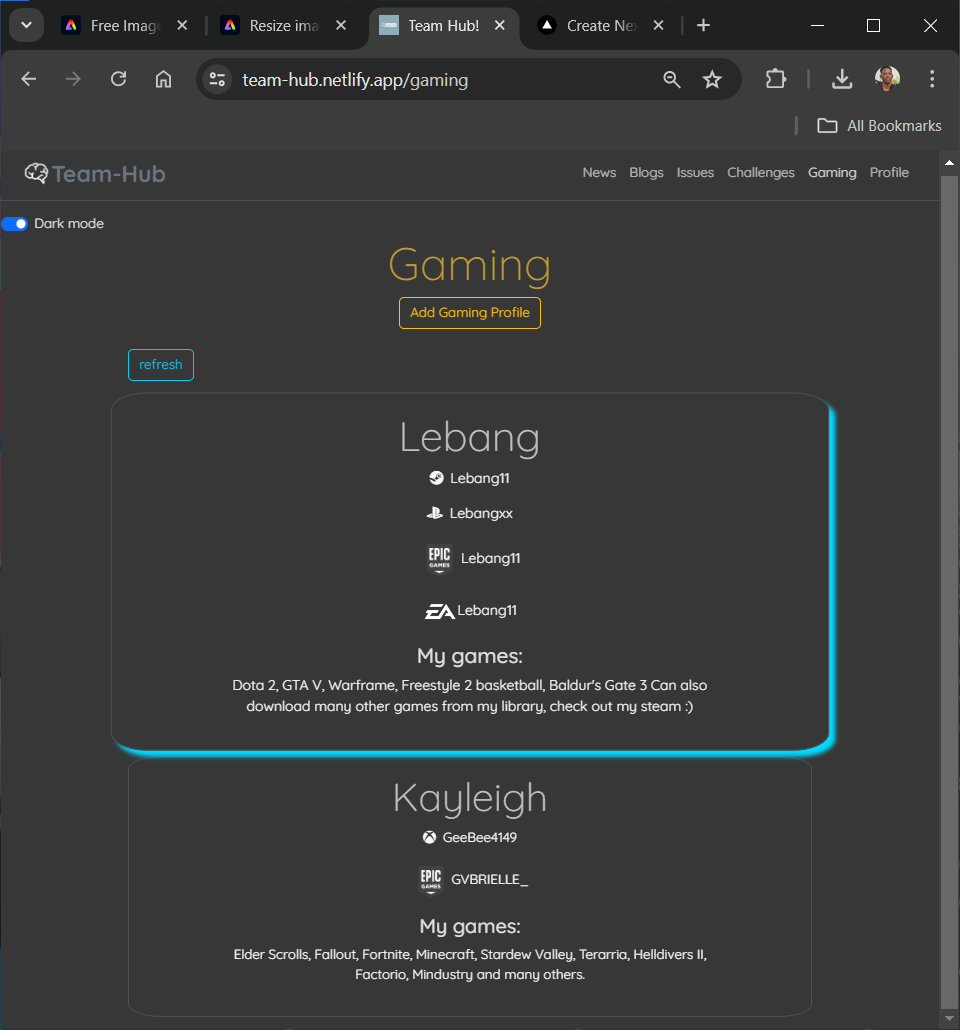 Free Image
Resize ima
Team Hub!
Create Nex
team-hub.netlify.app/gaming
All Bookmarks
Team-Hub
News Blogs Issues Challenges Gaming Profile
Dark mode
Gaming
Add Gaming Profile
refresh
Lebang
Lebang11
Lebangxx
EPIC GAMES Lebang11
EA Lebang11
My games:
Dota 2, GTA V, Warframe, Freestyle 2 basketball, Baldur's Gate 3 Can also
download many other games from my library, check out my steam :)
Kayleigh
GeeBee4149
EPIC GAMES GVBRIELLE_
My games:
Elder Scrolls, Fallout, Fortnite, Minecraft, Stardew Valley, Terarria, Helldivers II,
Factorio, Mindustry and many others.